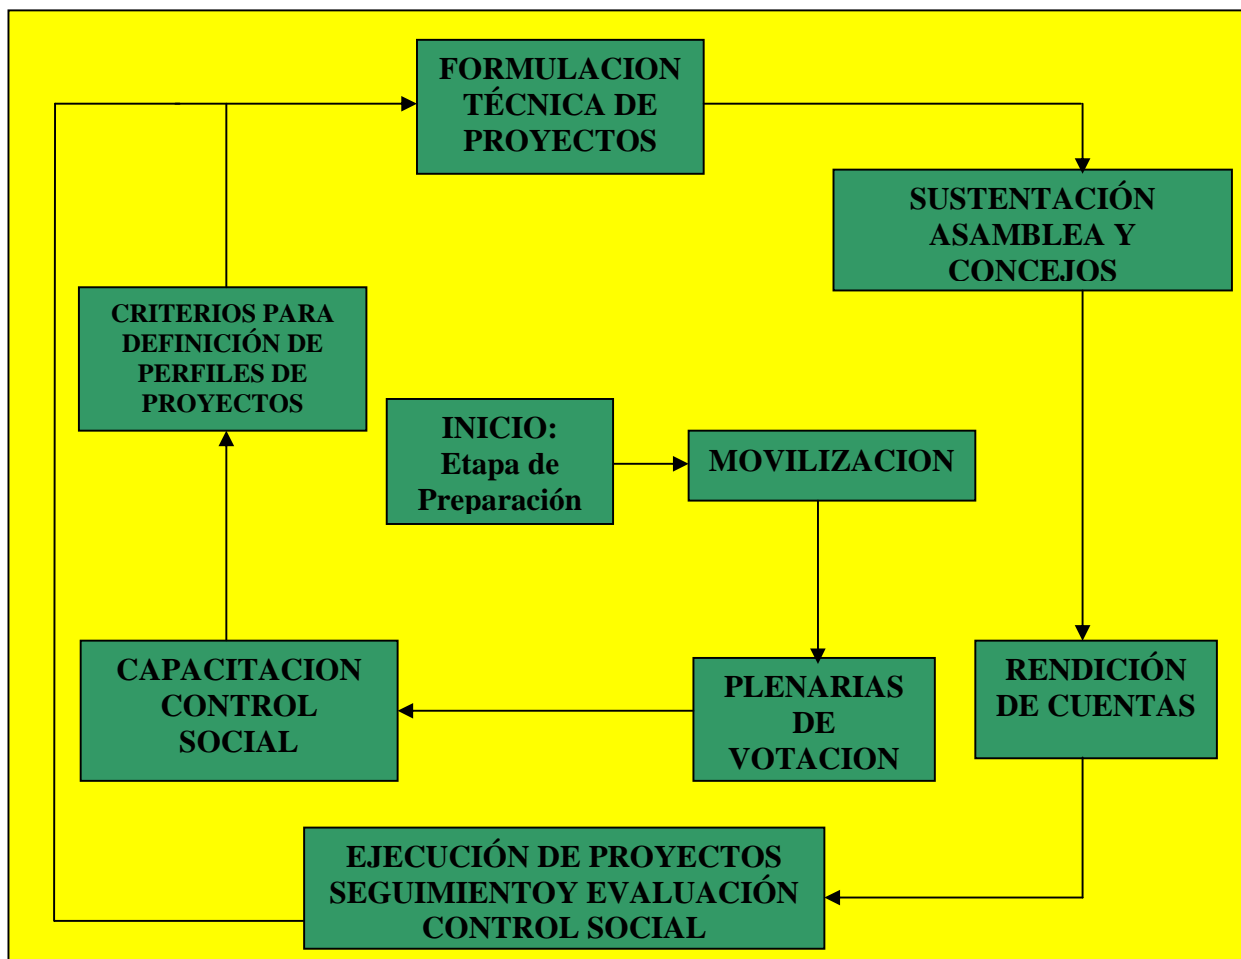 FORMULACION
TÉCNICA DE
PROYECTOS
SUSTENTACIÓN
ASAMBLEA Y
CONCEJOS
CRITERIOS PARA
DEFINICIÓN DE
PERFILES DE
PROYECTOS
INICIO:
Etapa de
Preparación
MOVILIZACION
CAPACITACION
CONTROL
SOCIAL
PLENARIAS
DE
VOTACION
RENDICIÓN
DE CUENTAS
EJECUCIÓN DE PROYECTOS
SEGUIMIENTOY EVALUACIÓN
CONTROL SOCIAL